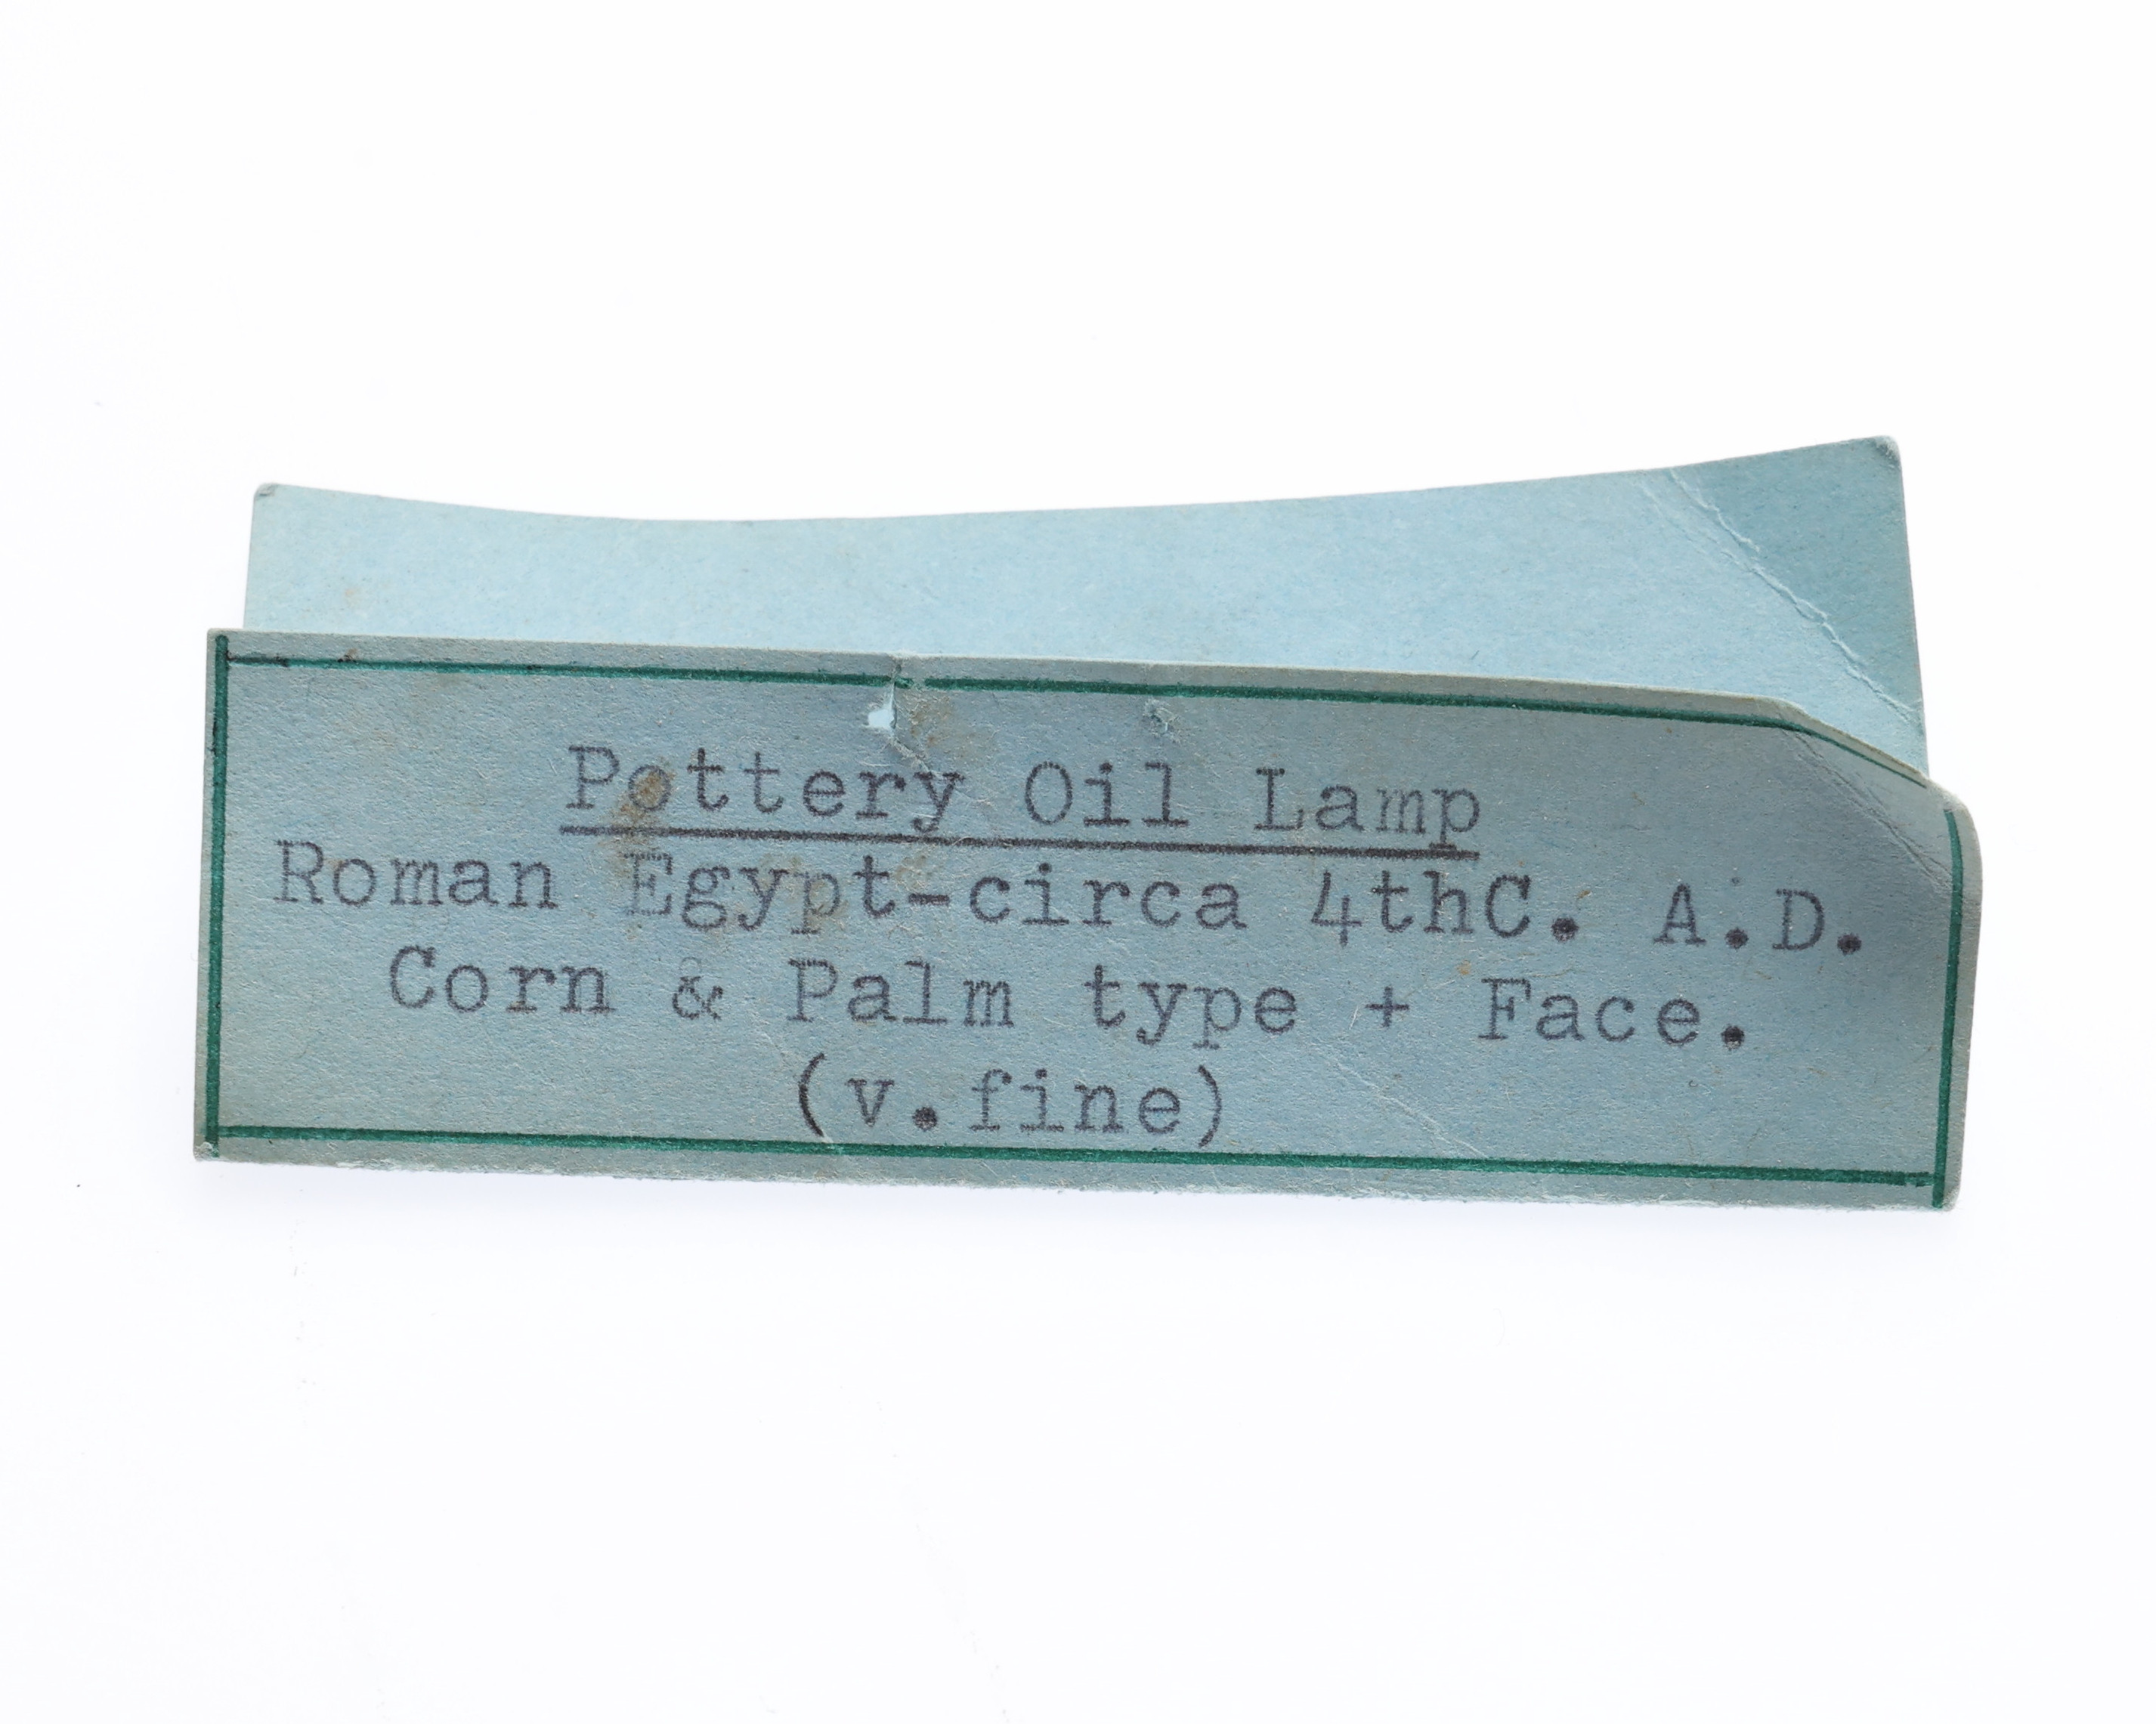 Pottery Oil Lamp
Roman Egypt-circa 4thC. A.D.
Corn & Palm type + Face.
(v.fine)